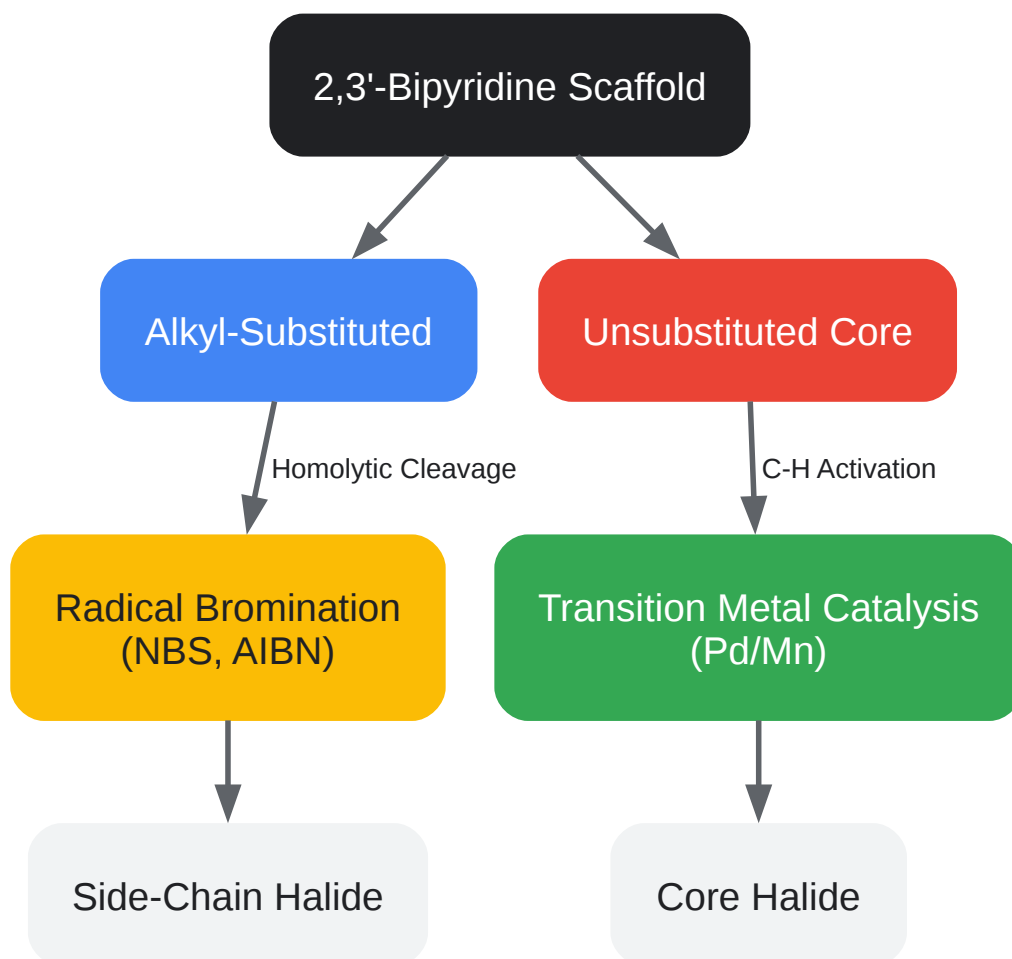 2,3'-Bipyridine Scaffold
Alkyl-Substituted
Unsubstituted Core
Homolytic Cleavage
C-H Activation
Radical Bromination
(NBS, AIBN)
Transition Metal Catalysis
(Pd/Mn)
Side-Chain Halide
Core Halide